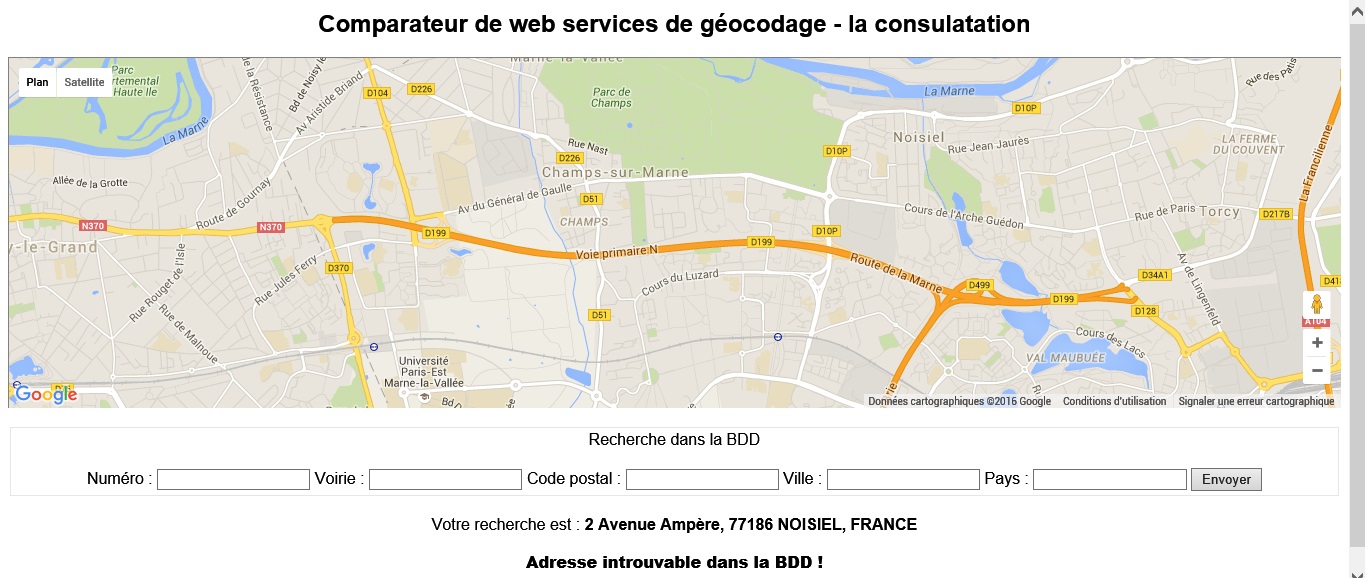 Comparateur de web services de géocodage - la consulatation
Marne-la-Vallée
Plan Satellite
Parc
rtemental
Haute Ile
La Marne
de la Résistance
Bd de Noisy le
Av Aristide Briand
D104
D226
Parc de
Champs
La Marne
D10P
Rue des Patis
Noisiel
Rue Jean Jaurès
LA FERME
DU COUVENT
La Francilienne
Rue Nast
D226
D10P
Champs-sur-Marne
Allée de la Grotte
Route de Gournay
Av du Général de Gaulle
D51
CHAMPS
Cours de l'Arche Guédon
Rue de Paris
Torcy
D217B
N370
N370
D199
D10P
y-le-Grand
Voie primaire N
D199
Route de la Marne
D370
Rue Rouget de l'Isle
Rue Jules Ferry
Cours du Luzard
D499
D199
D34A1
D128
Av de Lingenfeld
D41
A104
D51
Rue de Malnoue
Cours des Lacs
VAL MAUBUÉE
Université
Paris-Est
Marne-la-Vallée
Google
Données cartographiques ©2016 Google Conditions d'utilisation Signaler une erreur cartographique
Recherche dans la BDD
Numéro : Voirie : Code postal : Ville : Pays : Envoyer
Votre recherche est : 2 Avenue Ampère, 77186 NOISIEL, FRANCE
Adresse introuvable dans la BDD !